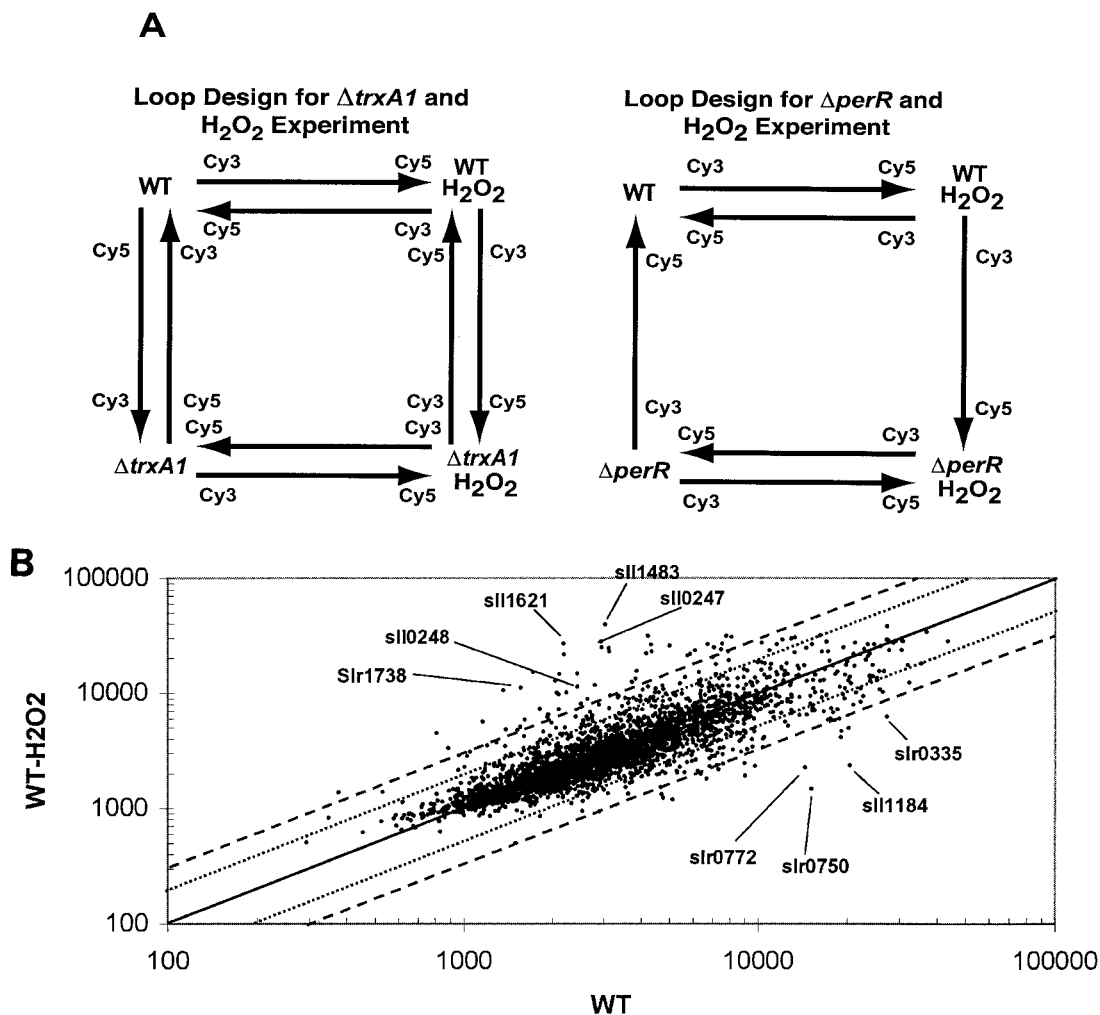 A
Loop Design for ΔtrxA1 and
H2O2 Experiment
Cy3
Cy5
WT
WT
H2O2
Cy5
Cy3
Cy5
Cy3
Cy5
Cy3
Cy3
Cy5
Cy3
Cy5
Cy5
Cy3
ΔtrxA1
ΔtrxA1
H2O2
Cy3
Cy5
Loop Design for ΔperR and
H2O2 Experiment
Cy3
Cy5
WT
WT
H2O2
Cy5
Cy3
Cy5
Cy3
Cy3
Cy5
Cy5
Cy3
ΔperR
ΔperR
H2O2
Cy3
Cy5
B
100000
10000
1000
100
WT-H2O2
sll1483
sll1621
sll0247
sll0248
Slr1738
slr0335
sll1184
slr0772
slr0750
100
1000
10000
100000
WT